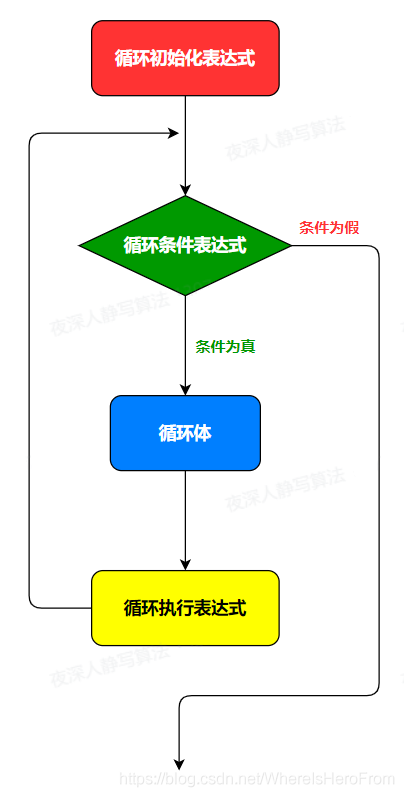 循环初始化表达式
夜深人静写算法
循环条件表达式
条件为假
夜深人静写算法
条件为真
循环体
夜深人静写算法
循环执行表达式
夜深人静写算法
https://blog.csdn.net/WhereIsHeroFrom